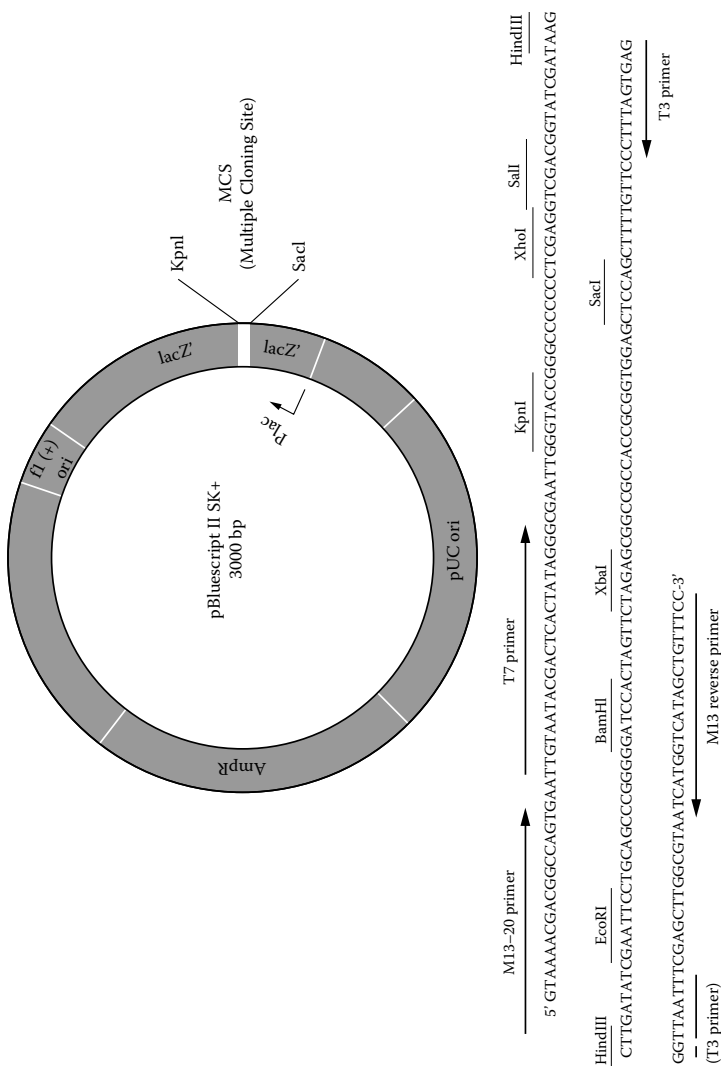 KpnI
MCS
(Multiple Cloning Site)
SacI
lacZ'
lacZ'
f1 (+)
ori
Plac
pBluescript II SK+
3000 bp
pUC ori
AmpR
M13–20 primer
T7 primer
KpnI
XhoI
SalI
HindIII
5' GTAAAACGACGGCCAGTGAATTGTAATACGACTCACTATAGGGCGAATTGGGTACCGGGCCCCCCCTCGAGGTCGACGGTATCGATAAG
HindIII
EcoRI
BamHI
XbaI
SacI
CTTGATATCGAATTCCTGCAGCCCGGGGGATCCACTAGTTCTAGAGCGGCCGCCACCGCGGTGGAGCTCCAGCTTTTGTTCCCTTTAGTGAG
T3 primer
GGTTAATTTCGAGCTTGGCGTAATCATGGTCATAGCTGTTTCC-3'
(T3 primer)
M13 reverse primer